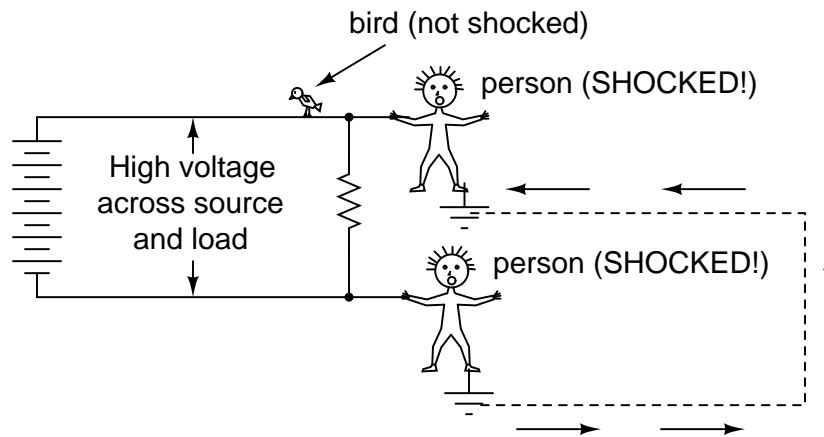 bird (not shocked)
person (SHOCKED!)
High voltage
across source
and load
person (SHOCKED!)